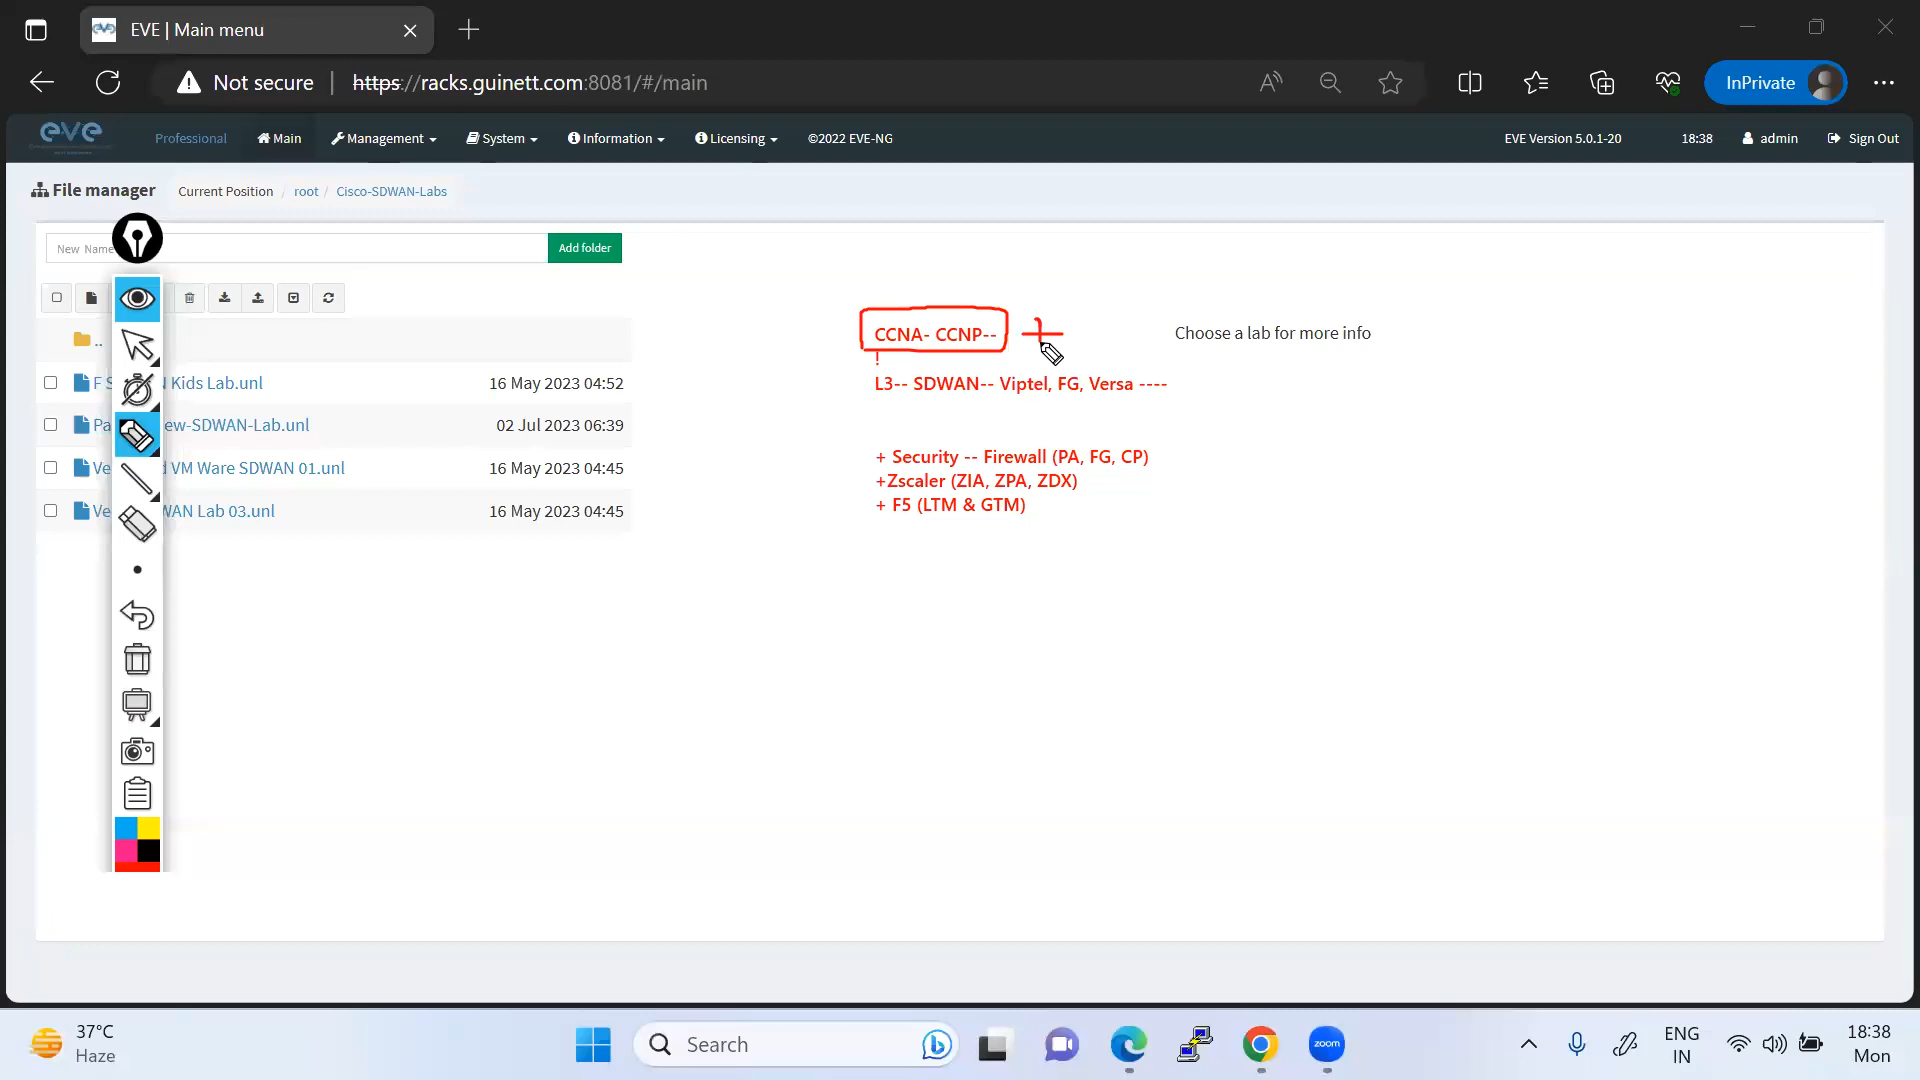 EVE | Main menu
Not secure
https://racks.guinett.com:8081/#/main
InPrivate
eve
Professional
Main
Management
System
Information
Licensing
©2022 EVE-NG
EVE Version 5.0.1-20
18:38
admin
Sign Out
File manager
Current Position / root / Cisco-SDWAN-Labs
New Name
Add folder
..
F S N Kids Lab.unl
16 May 2023 04:52
Pa ew-SDWAN-Lab.unl
02 Jul 2023 06:39
Ve d VM Ware SDWAN 01.unl
16 May 2023 04:45
Ve WAN Lab 03.unl
16 May 2023 04:45
CCNA- CCNP-- +
!
L3-- SDWAN-- Viptel, FG, Versa ----
+ Security -- Firewall (PA, FG, CP)
+Zscaler (ZIA, ZPA, ZDX)
+ F5 (LTM & GTM)
Choose a lab for more info
37°C
Haze
Search
zoom
ENG
IN
18:38
Mon